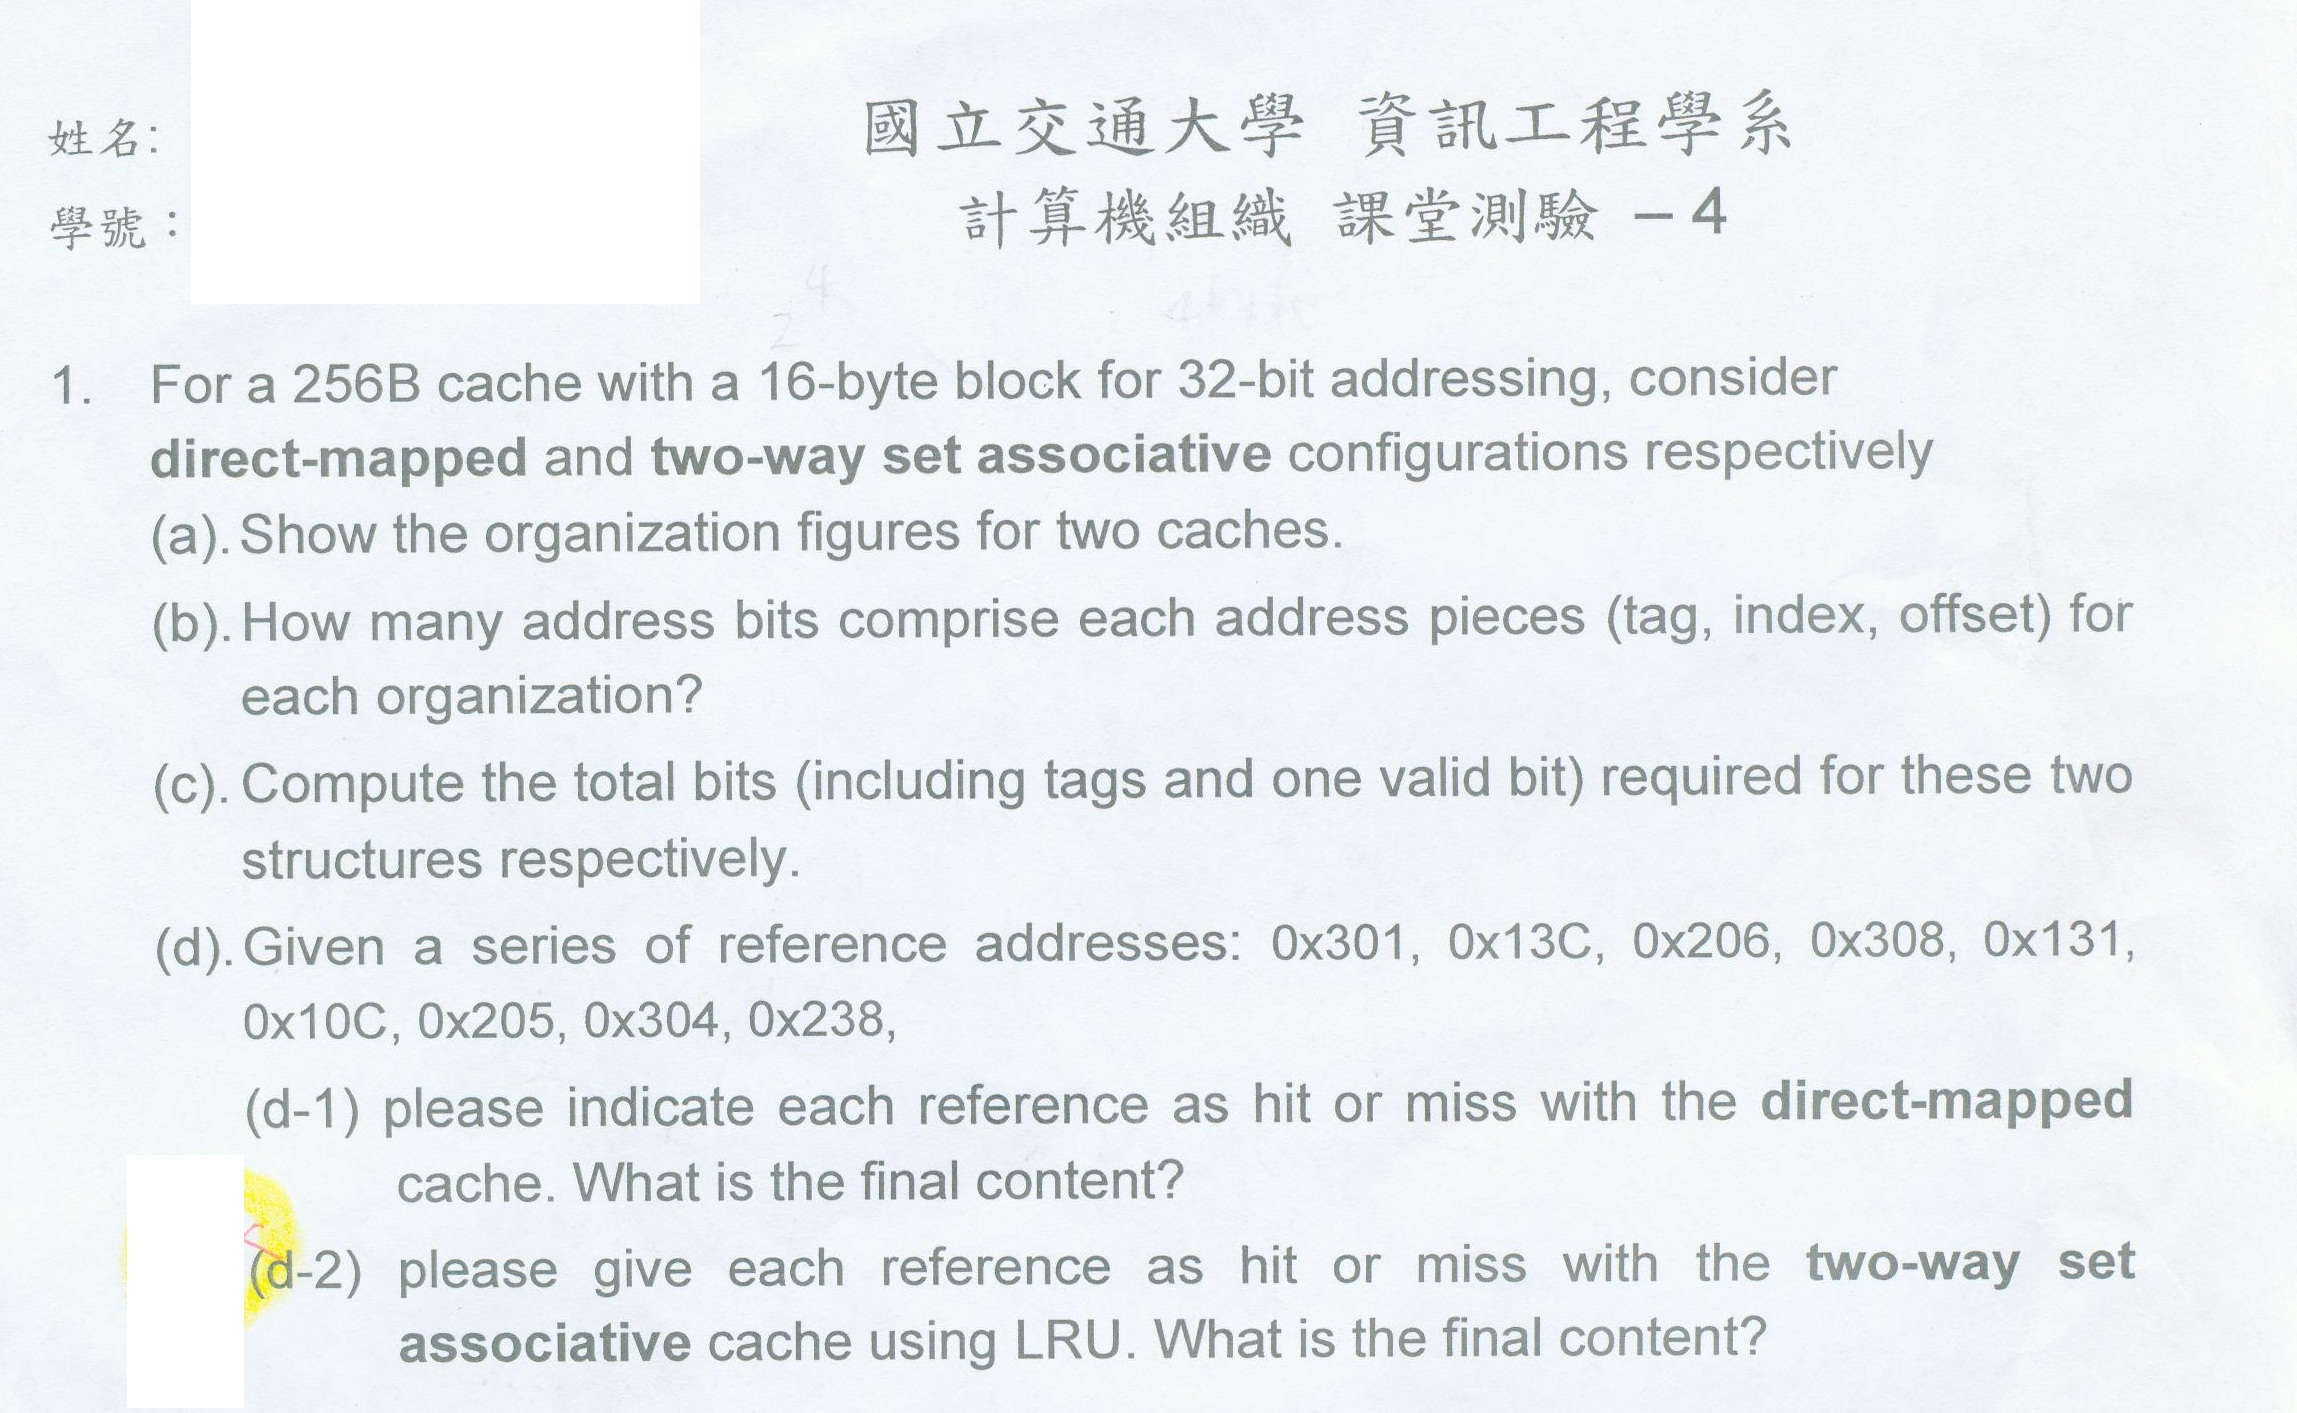 姓名:
國立交通大學 資訊工程學系
學號：
計算機組織 課堂測驗 – 4
1. For a 256B cache with a 16-byte block for 32-bit addressing, consider
direct-mapped and two-way set associative configurations respectively
(a). Show the organization figures for two caches.
(b). How many address bits comprise each address pieces (tag, index, offset) for
each organization?
(c). Compute the total bits (including tags and one valid bit) required for these two
structures respectively.
(d). Given a series of reference addresses: 0x301, 0x13C, 0x206, 0x308, 0x131,
0x10C, 0x205, 0x304, 0x238,
(d-1) please indicate each reference as hit or miss with the direct-mapped
cache. What is the final content?
(d-2) please give each reference as hit or miss with the two-way set
associative cache using LRU. What is the final content?